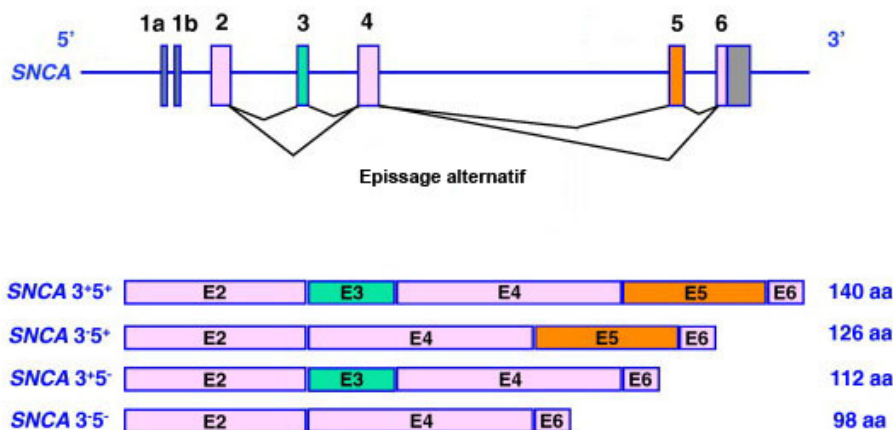 1a 1b 2 3 4 5 6
5’ 3’
SNCA
Epissage alternatif
SNCA 3⁺5⁺ E2 E3 E4 E5 E6 140 aa
SNCA 3⁻5⁺ E2 E4 E5 E6 126 aa
SNCA 3⁺5⁻ E2 E3 E4 E6 112 aa
SNCA 3⁻5⁻ E2 E4 E6 98 aa